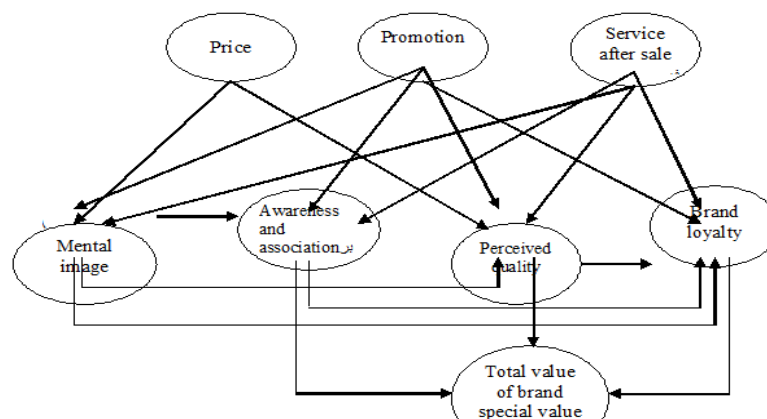 Price
Promotion
Service
after sale
Mental
image
Awareness
and
association
Perceived
quality
Brand
loyalty
Total value
of brand
special value